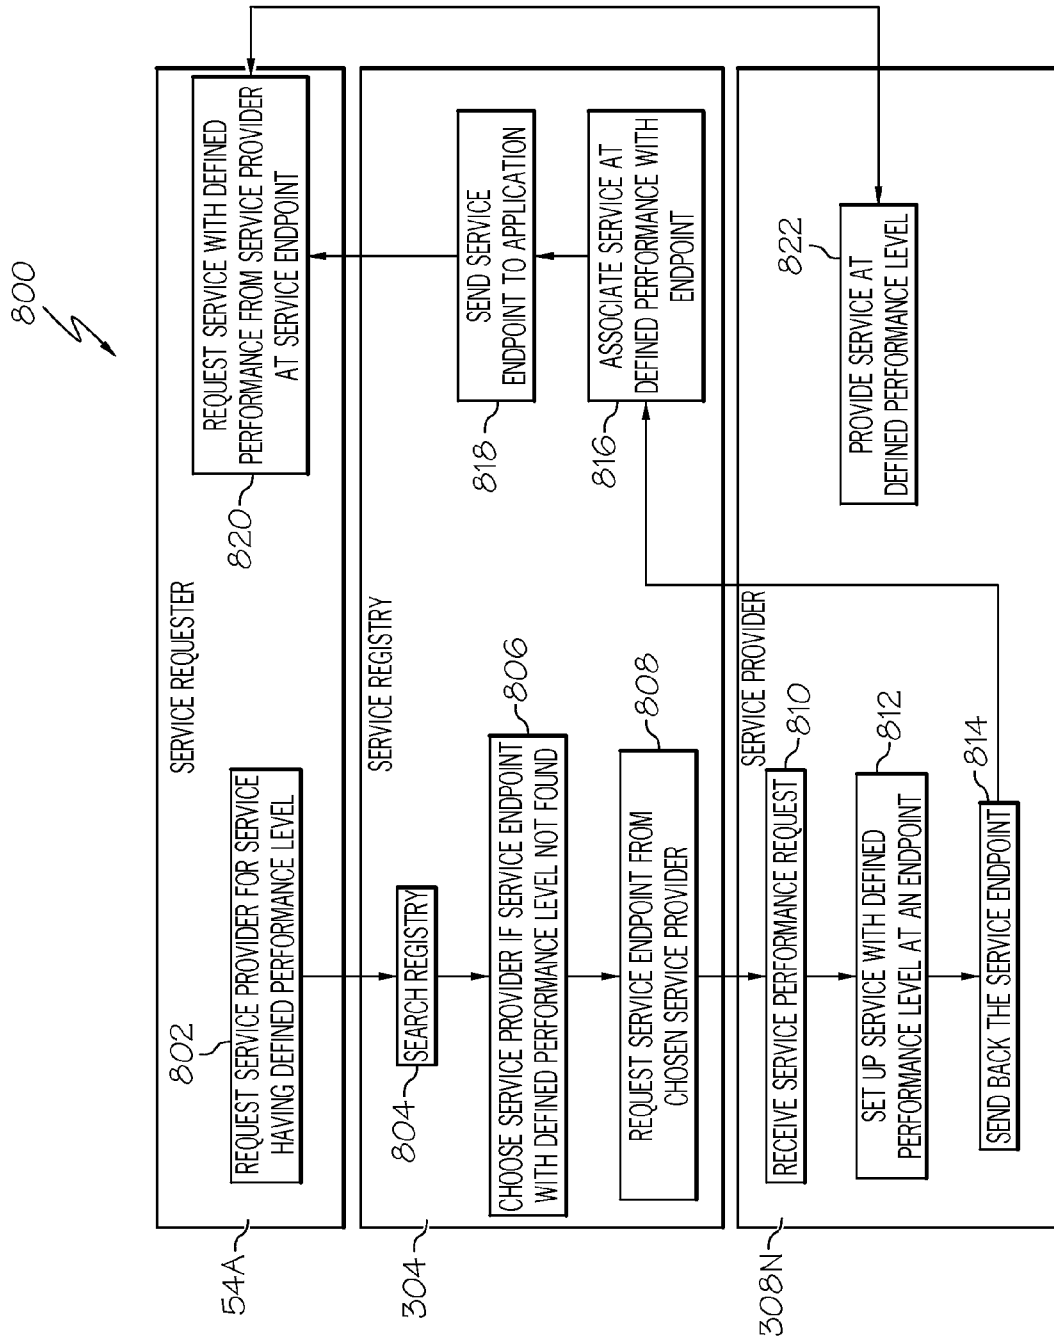 800
SERVICE REQUESTER
54A
802
REQUEST SERVICE PROVIDER FOR SERVICE
HAVING DEFINED PERFORMANCE LEVEL
820
REQUEST SERVICE WITH DEFINED
PERFORMANCE FROM SERVICE PROVIDER
AT SERVICE ENDPOINT
SERVICE REGISTRY
304
804
SEARCH REGISTRY
806
CHOOSE SERVICE PROVIDER IF SERVICE ENDPOINT
WITH DEFINED PERFORMANCE LEVEL NOT FOUND
808
REQUEST SERVICE ENDPOINT FROM
CHOSEN SERVICE PROVIDER
818
SEND SERVICE
ENDPOINT TO APPLICATION
816
ASSOCIATE SERVICE AT
DEFINED PERFORMANCE WITH
ENDPOINT
SERVICE PROVIDER
308N
810
RECEIVE SERVICE PERFORMANCE REQUEST
812
SET UP SERVICE WITH DEFINED
PERFORMANCE LEVEL AT AN ENDPOINT
814
SEND BACK THE SERVICE ENDPOINT
822
PROVIDE SERVICE AT
DEFINED PERFORMANCE LEVEL